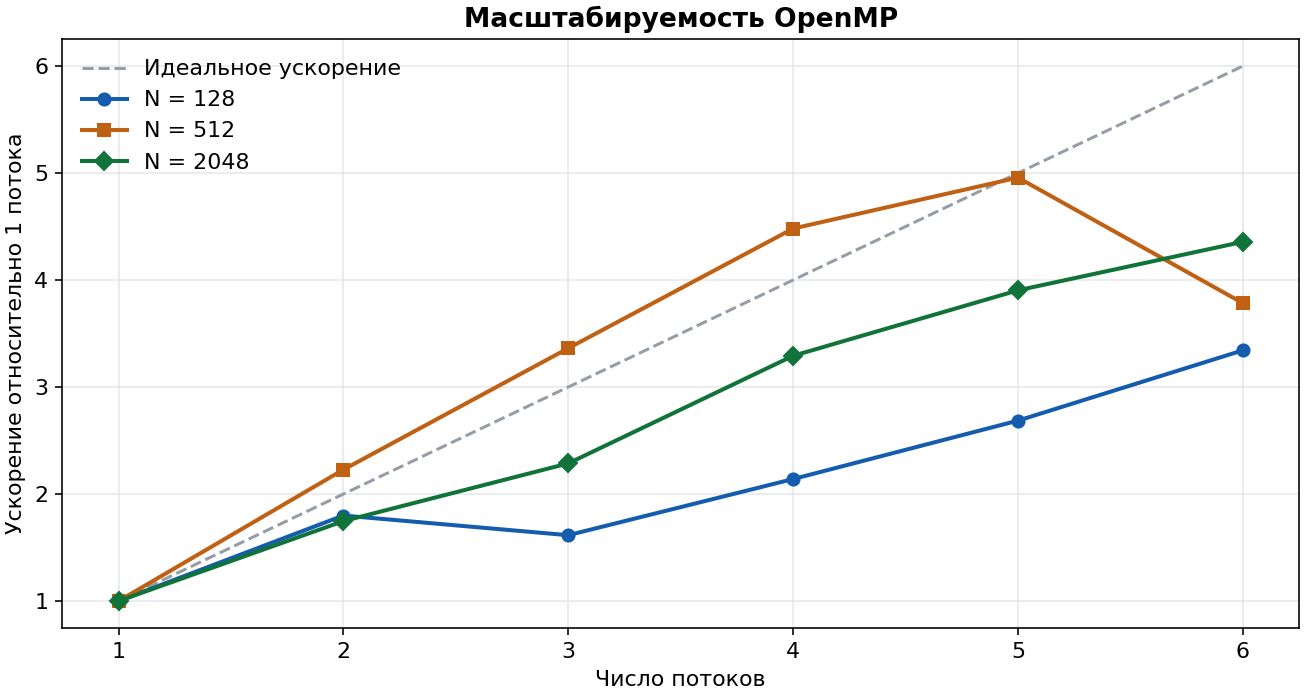 Масштабируемость OpenMP
Идеальное ускорение
N = 128
N = 512
N = 2048
Ускорение относительно 1 потока
6
5
4
3
2
1
1 2 3 4 5 6
Число потоков